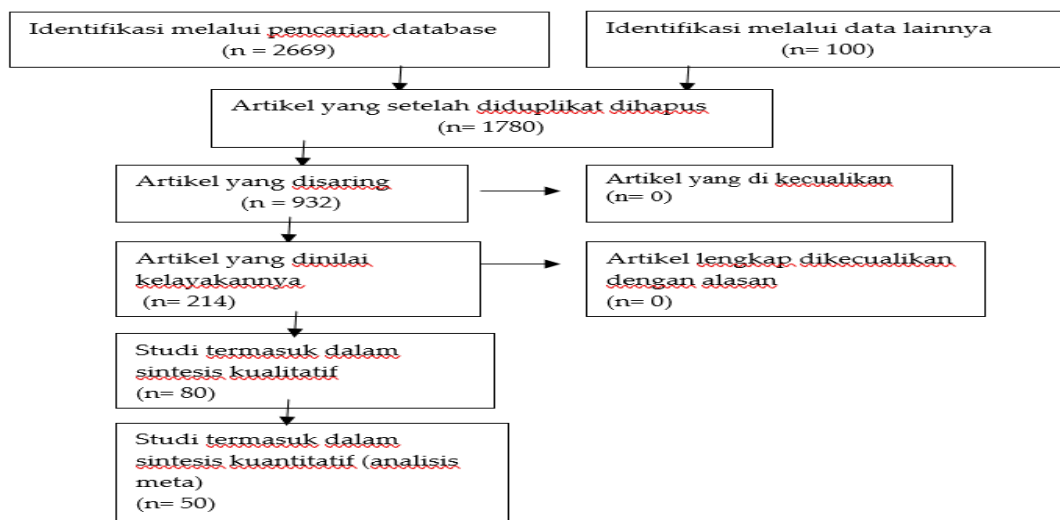 Identifikasi melalui pencarian database
(n = 2669)
Identifikasi melalui data lainnya
(n= 100)
Artikel yang setelah diduplikat dihapus
(n= 1780)
Artikel yang disaring
(n = 932)
Artikel yang di kecualikan
(n= 0)
Artikel yang dinilai
kelayakannya
(n= 214)
Artikel lengkap dikecualikan
dengan alasan
(n= 0)
Studi termasuk dalam
sintesis kualitatif
(n= 80)
Studi termasuk dalam
sintesis kuantitatif (analisis
meta)
(n= 50)